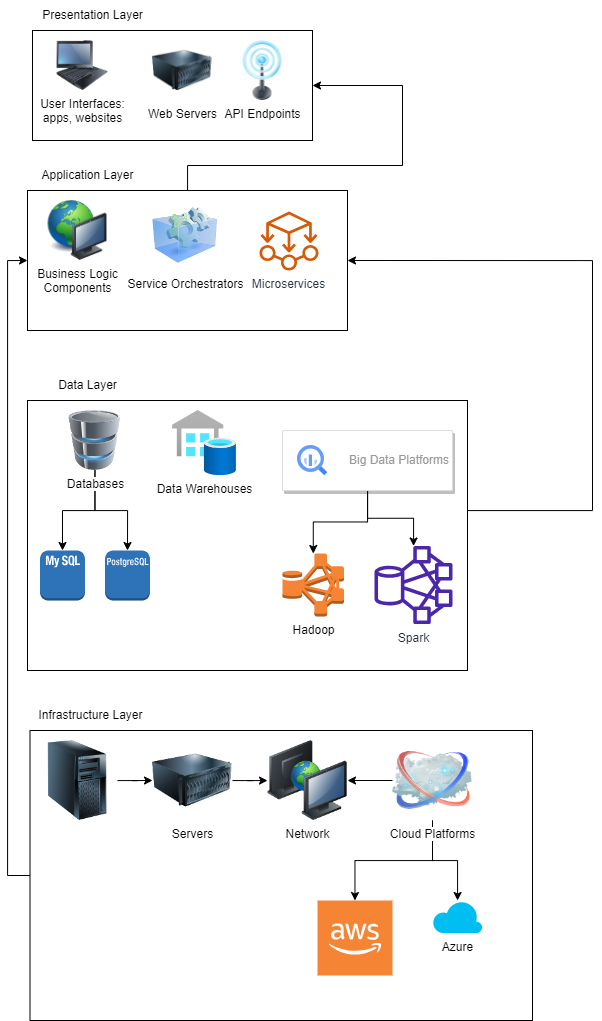 Presentation Layer
User Interfaces:
apps, websites
Web Servers
API Endpoints
Application Layer
Business Logic
Components
Service Orchestrators
Microservices
Data Layer
Databases
Data Warehouses
Big Data Platforms
My SQL
PostgreSQL
Hadoop
Spark
Infrastructure Layer
Servers
Network
Cloud Platforms
aws
Azure